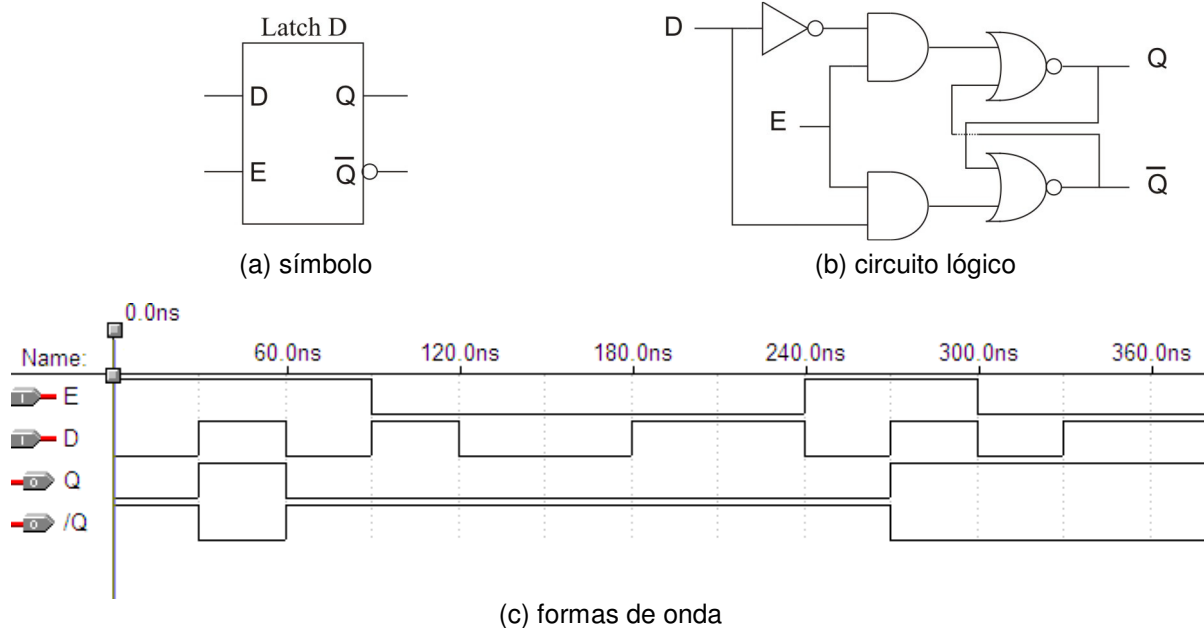 Latch D
D Q
E Q̅
(a) símbolo
D
E
Q
Q̅
(b) circuito lógico
0.0ns
Name: 60.0ns 120.0ns 180.0ns 240.0ns 300.0ns 360.0ns
I E
I D
O Q
O /Q
(c) formas de onda